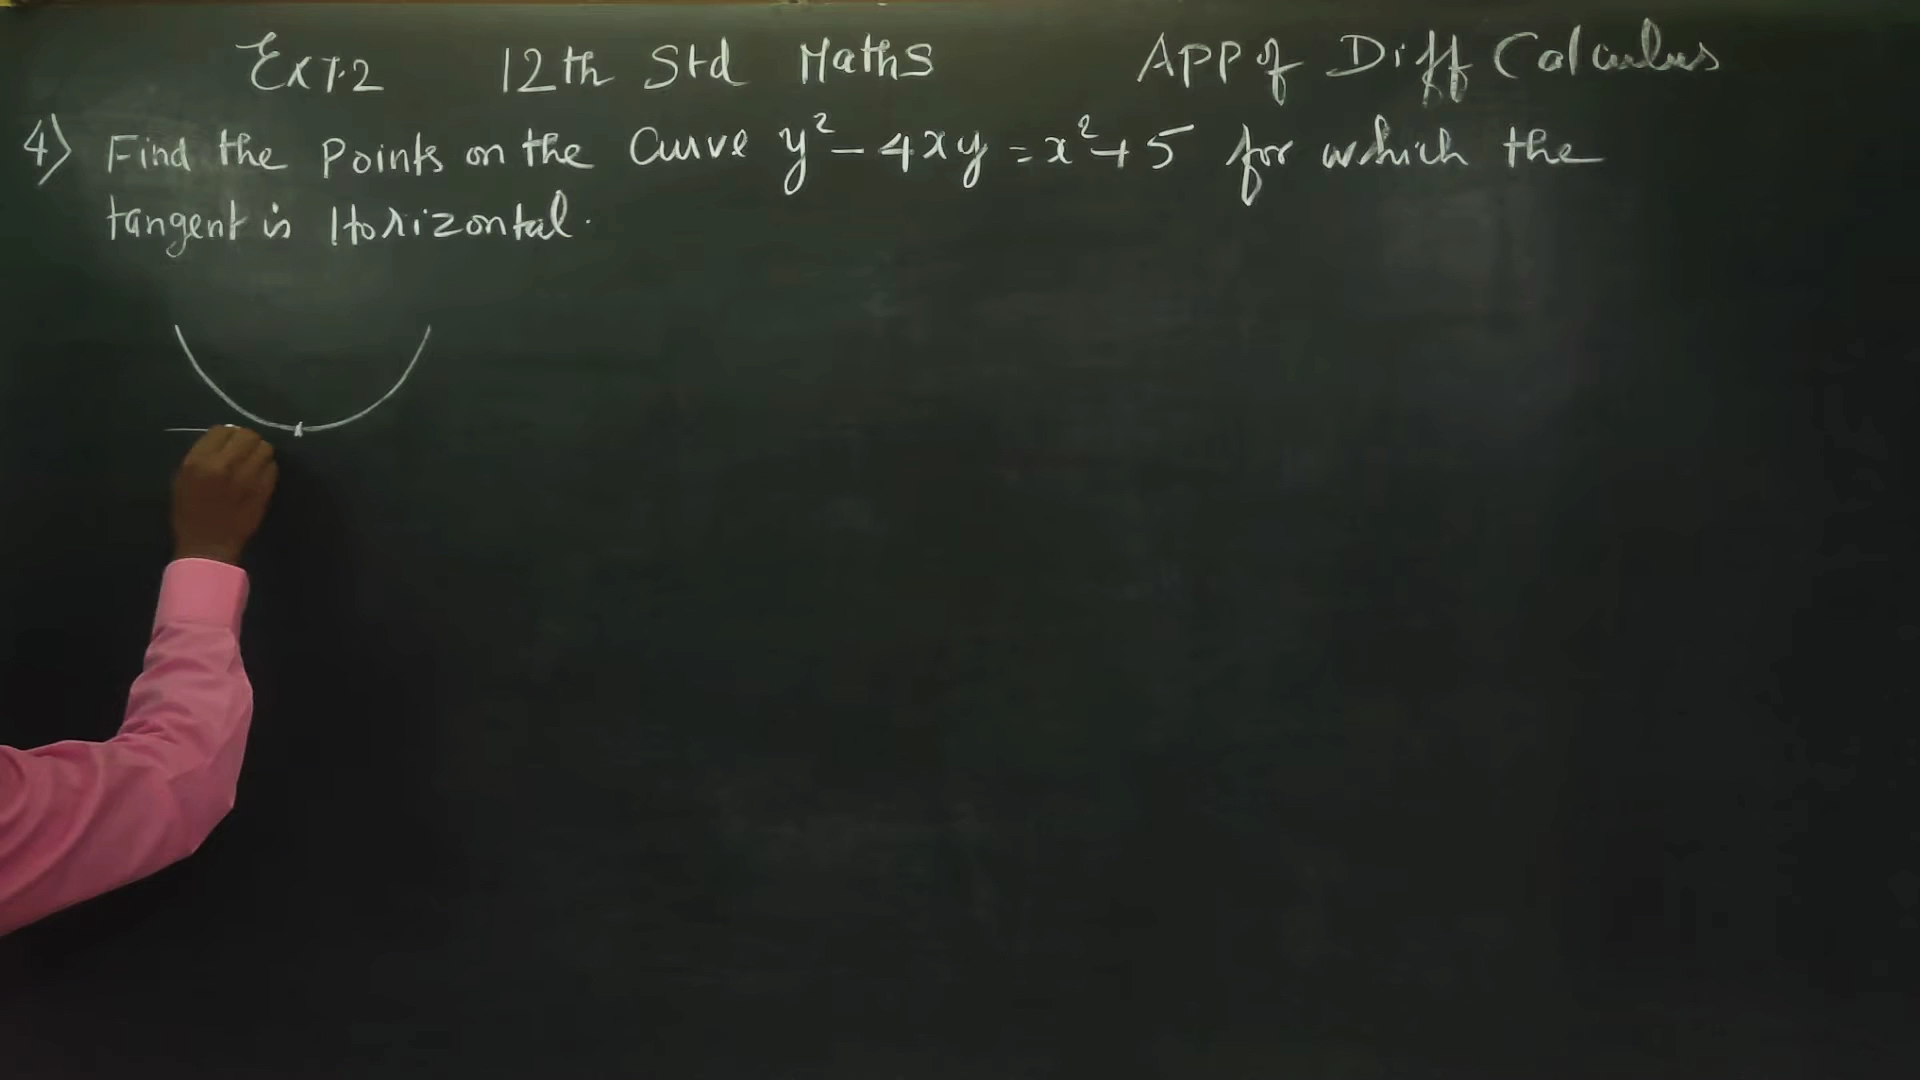 Ex 7.2 12th Std Maths APP of Diff Calculus
4) Find the Points on the Curve y² - 4xy = x² + 5 for which the
tangent is Horizontal.